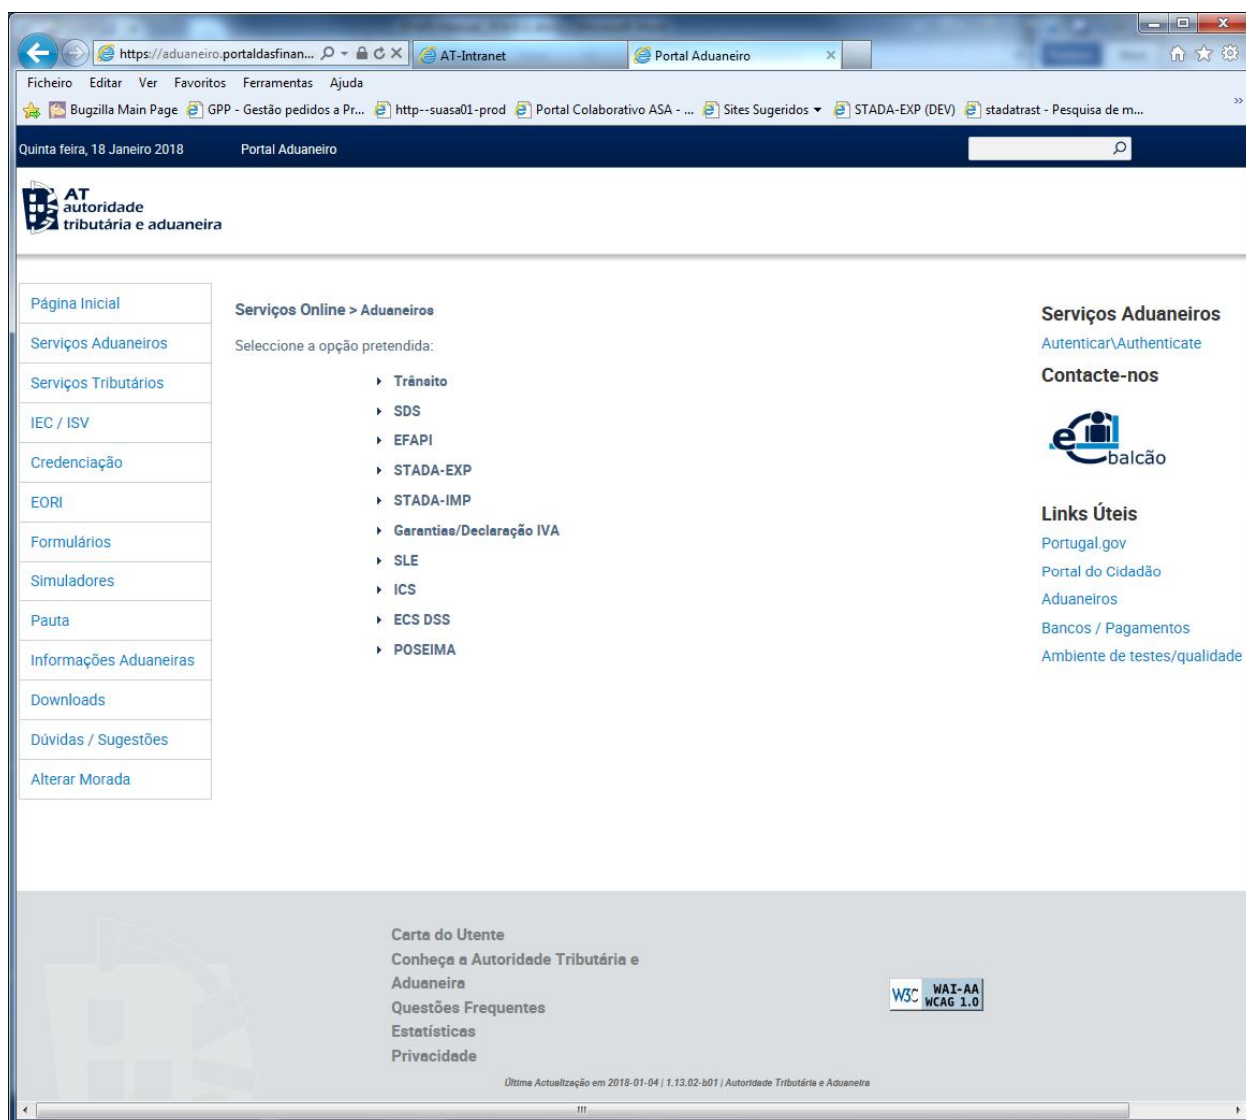 https://aduaneiro.portaldasfinan...
AT-Intranet
Portal Aduaneiro
Ficheiro Editar Ver Favoritos Ferramentas Ajuda
Bugzilla Main Page GPP - Gestão pedidos a Pr... http--suasa01-prod Portal Colaborativo ASA - ... Sites Sugeridos STADA-EXP (DEV) stadatrast - Pesquisa de m...
Quinta feira, 18 Janeiro 2018 Portal Aduaneiro
AT
autoridade
tributária e aduaneira
Página Inicial
Serviços Aduaneiros
Serviços Tributários
IEC / ISV
Credenciação
EORI
Formulários
Simuladores
Pauta
Informações Aduaneiras
Downloads
Dúvidas / Sugestões
Alterar Morada
Serviços Online > Aduaneiros
Seleccione a opção pretendida:
Trânsito
SDS
EFAPI
STADA-EXP
STADA-IMP
Garantias/Declaração IVA
SLE
ICS
ECS DSS
POSEIMA
Serviços Aduaneiros
Autenticar\Authenticate
Contacte-nos
e balcão
Links Úteis
Portugal.gov
Portal do Cidadão
Aduaneiros
Bancos / Pagamentos
Ambiente de testes/qualidade
Carta do Utente
Conheça a Autoridade Tributária e
Aduaneira
Questões Frequentes
Estatísticas
Privacidade
W3C WAI-AA
WCAG 1.0
Última Actualização em 2018-01-04 | 1.13.02-b01 | Autoridade Tributária e Aduaneira